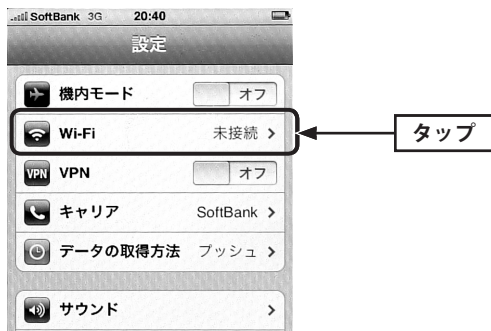 SoftBank 3G 20:40
設定
機内モード オフ
Wi-Fi 未接続
タップ
VPN VPN オフ
キャリア SoftBank
データの取得方法 プッシュ
サウンド